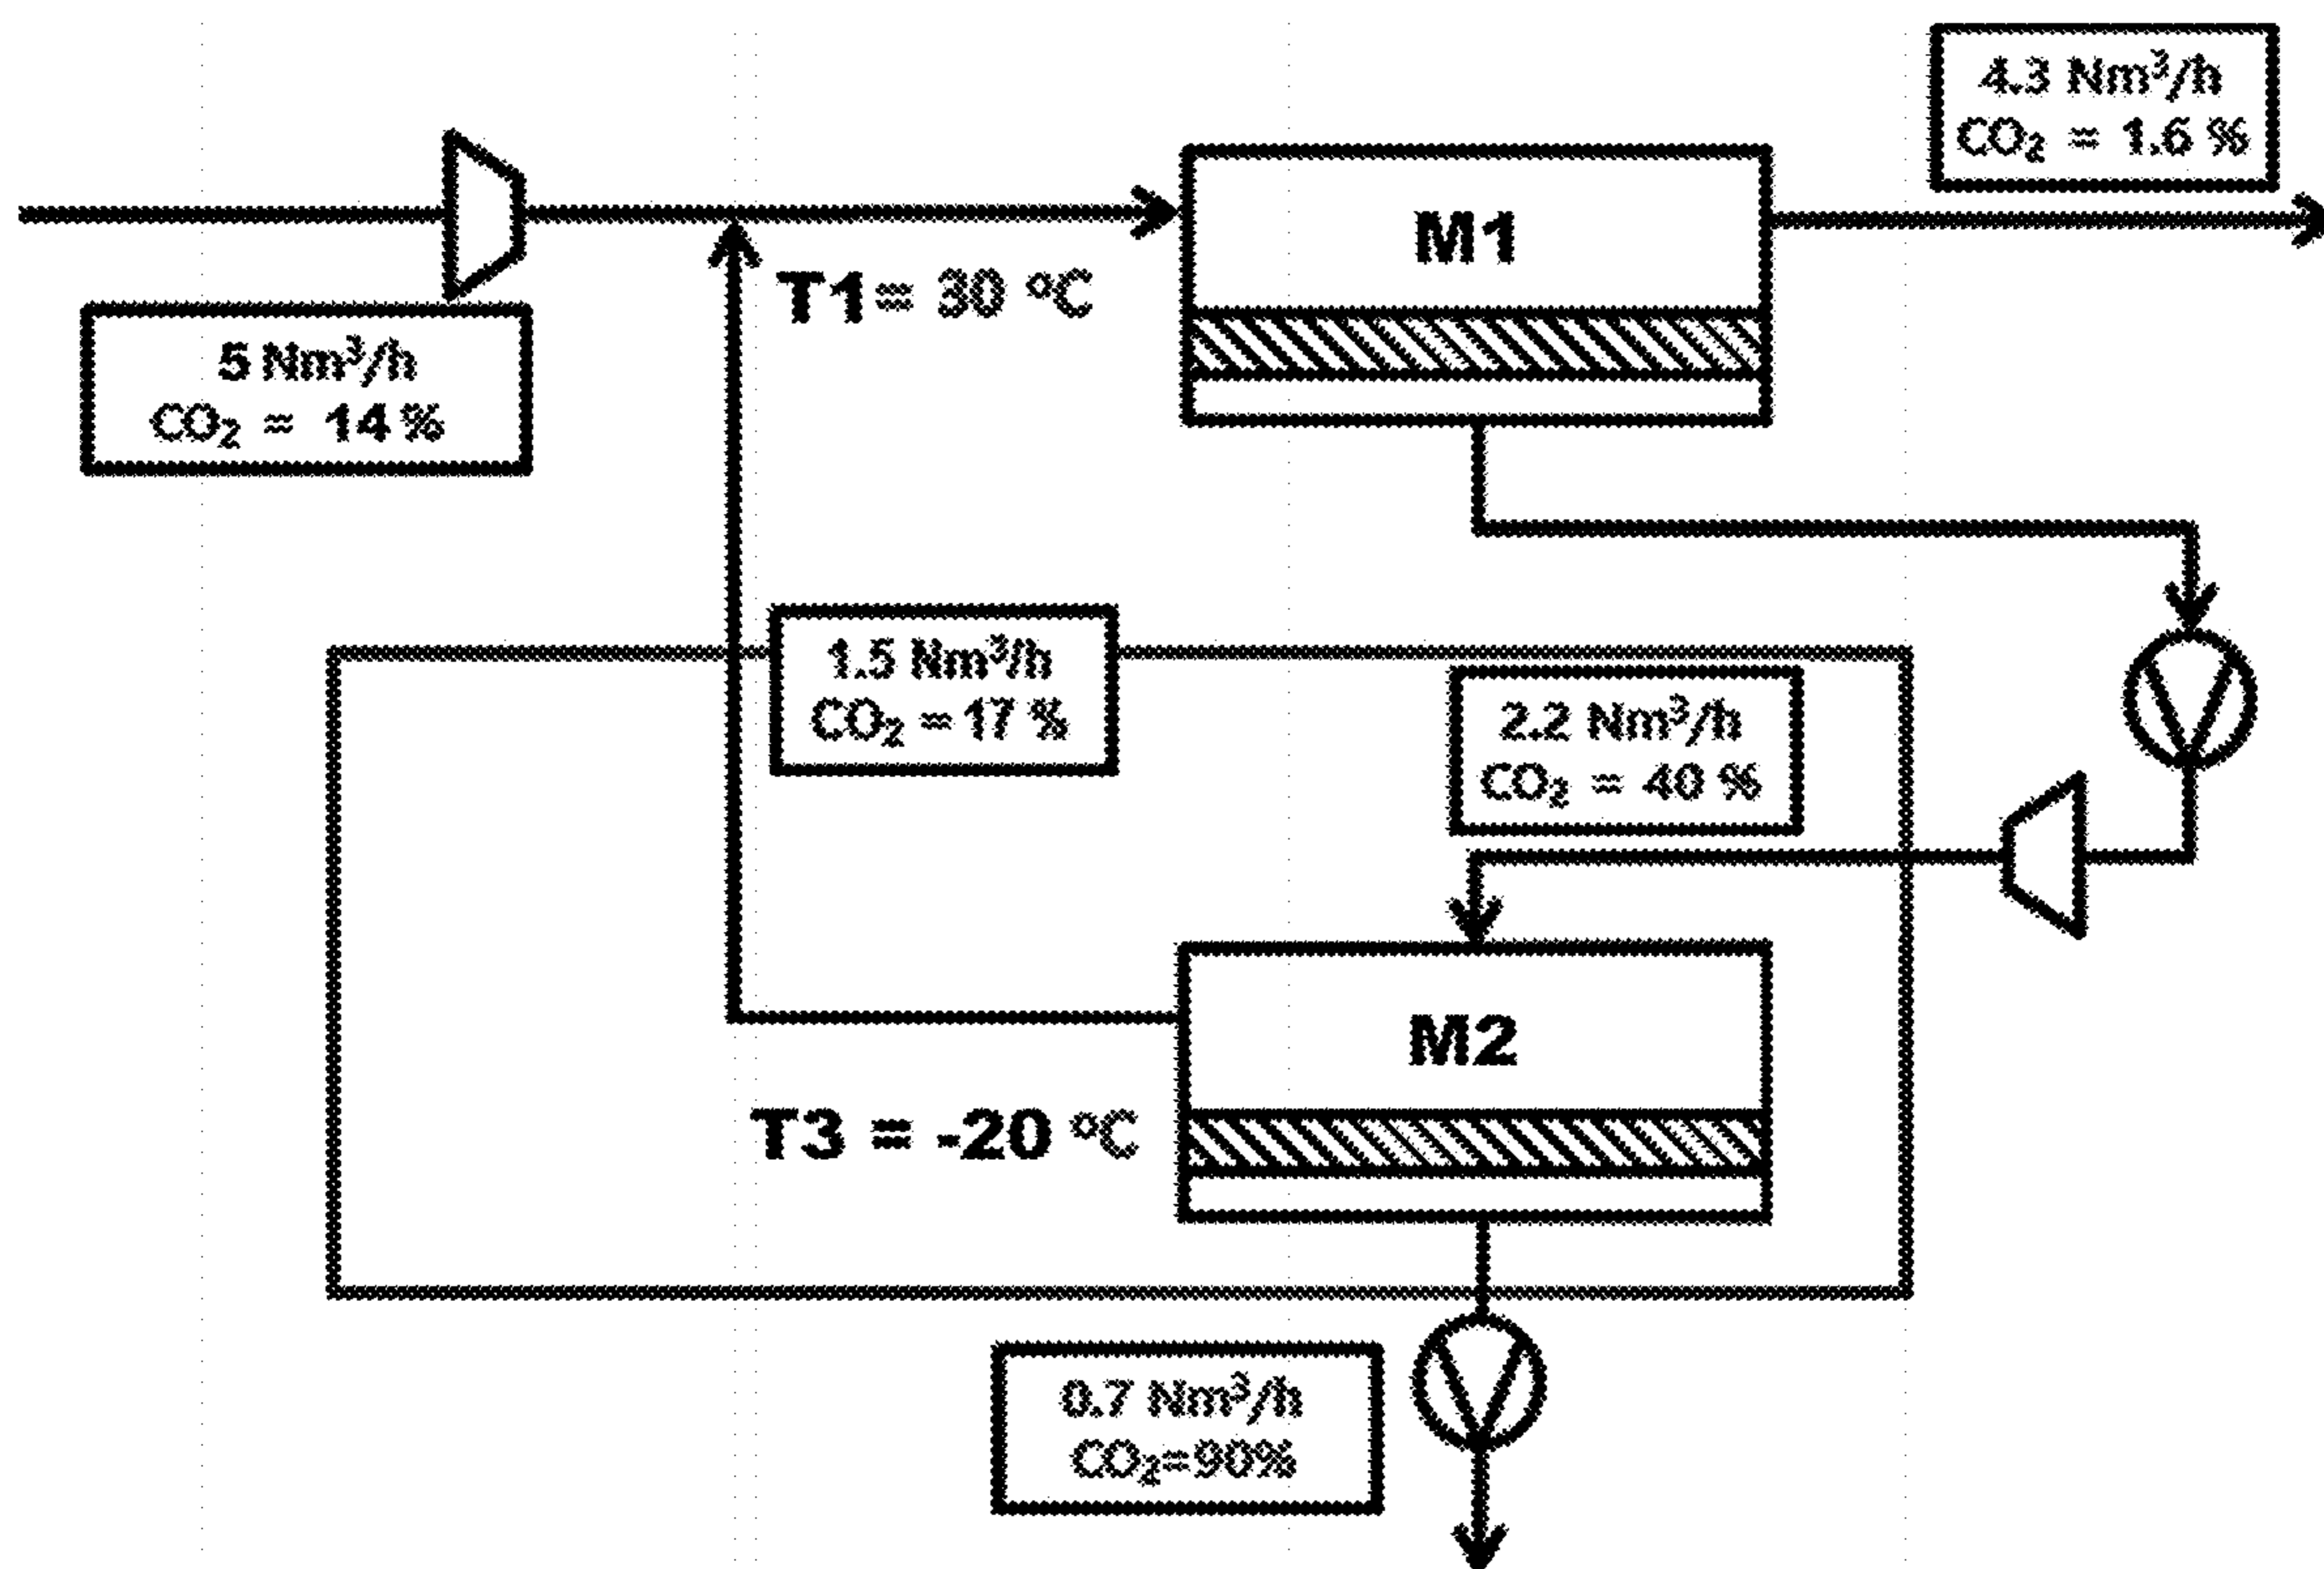 4.3 Nm³/h
CO₂ = 1.6 %
M1
T1= 30 °C
5 Nm³/h
CO₂ = 14 %
1.5 Nm³/h
CO₂ = 17 %
2.2 Nm³/h
CO₂ = 40 %
M2
T3 = -20 °C
0.7 Nm³/h
CO₂=90%